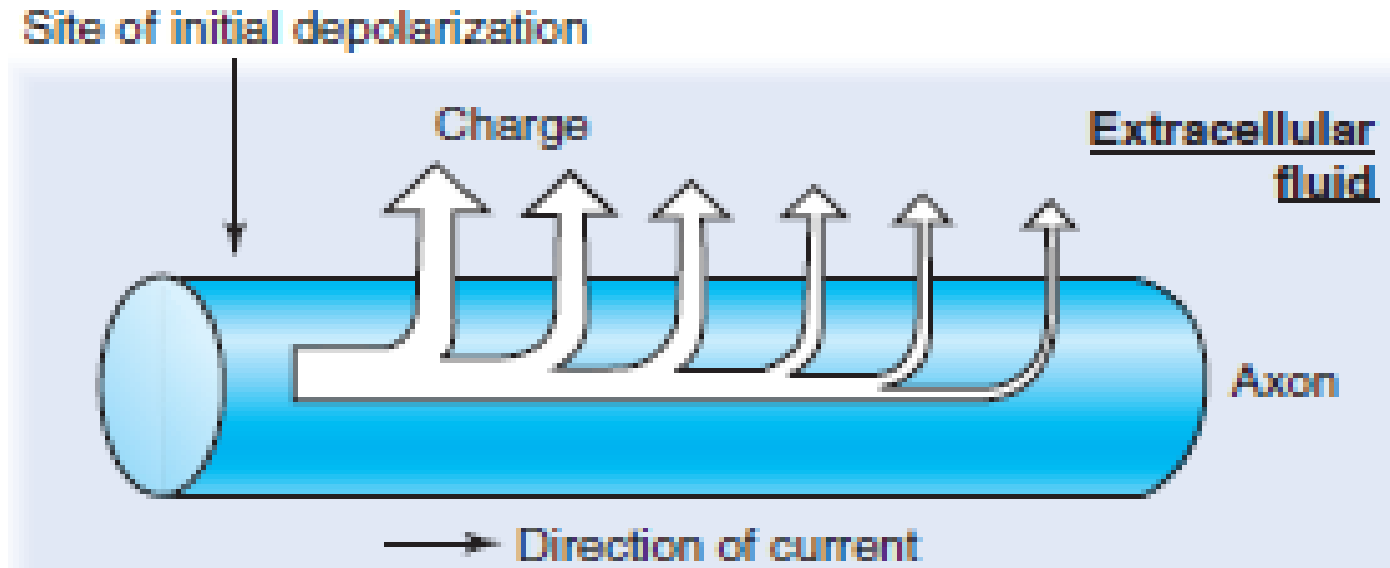 Site of initial depolarization
Charge
Extracellular
fluid
Axon
Direction of current